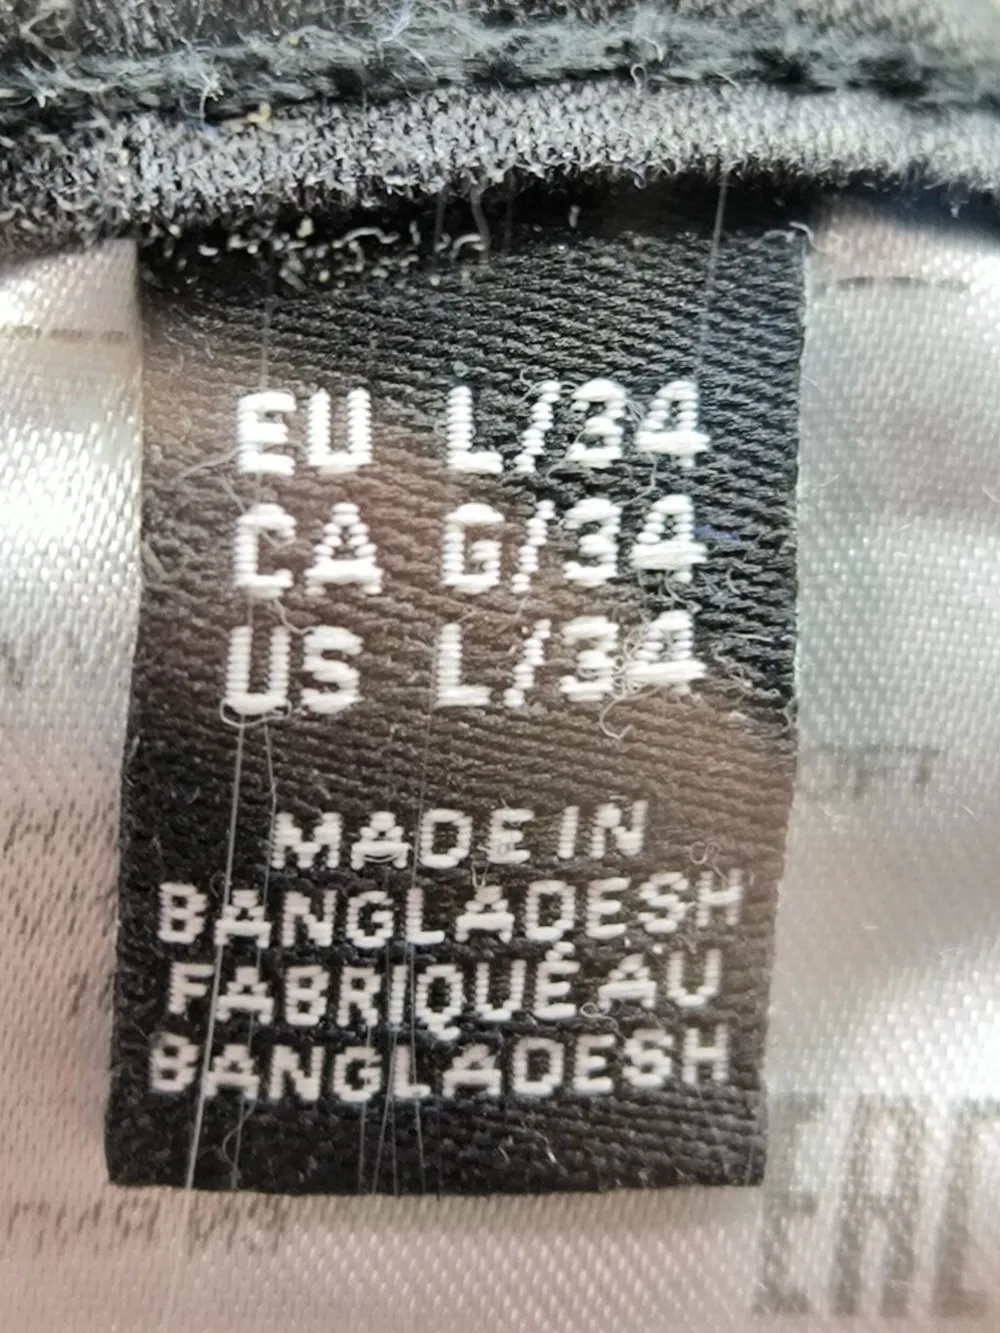 EU L/34
CA G/34
US L/34
MADE IN
BANGLADESH
FABRIQUÉ AU
BANGLADESH